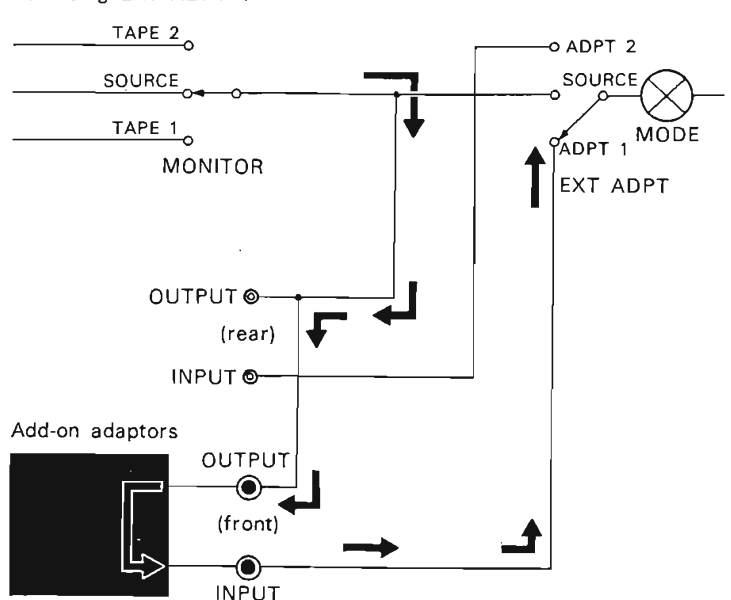 TAPE 2
ADPT 2
SOURCE
SOURCE
TAPE 1
MODE
ADPT 1
MONITOR
EXT ADPT
OUTPUT
(rear)
INPUT
Add-on adaptors
OUTPUT
(front)
INPUT